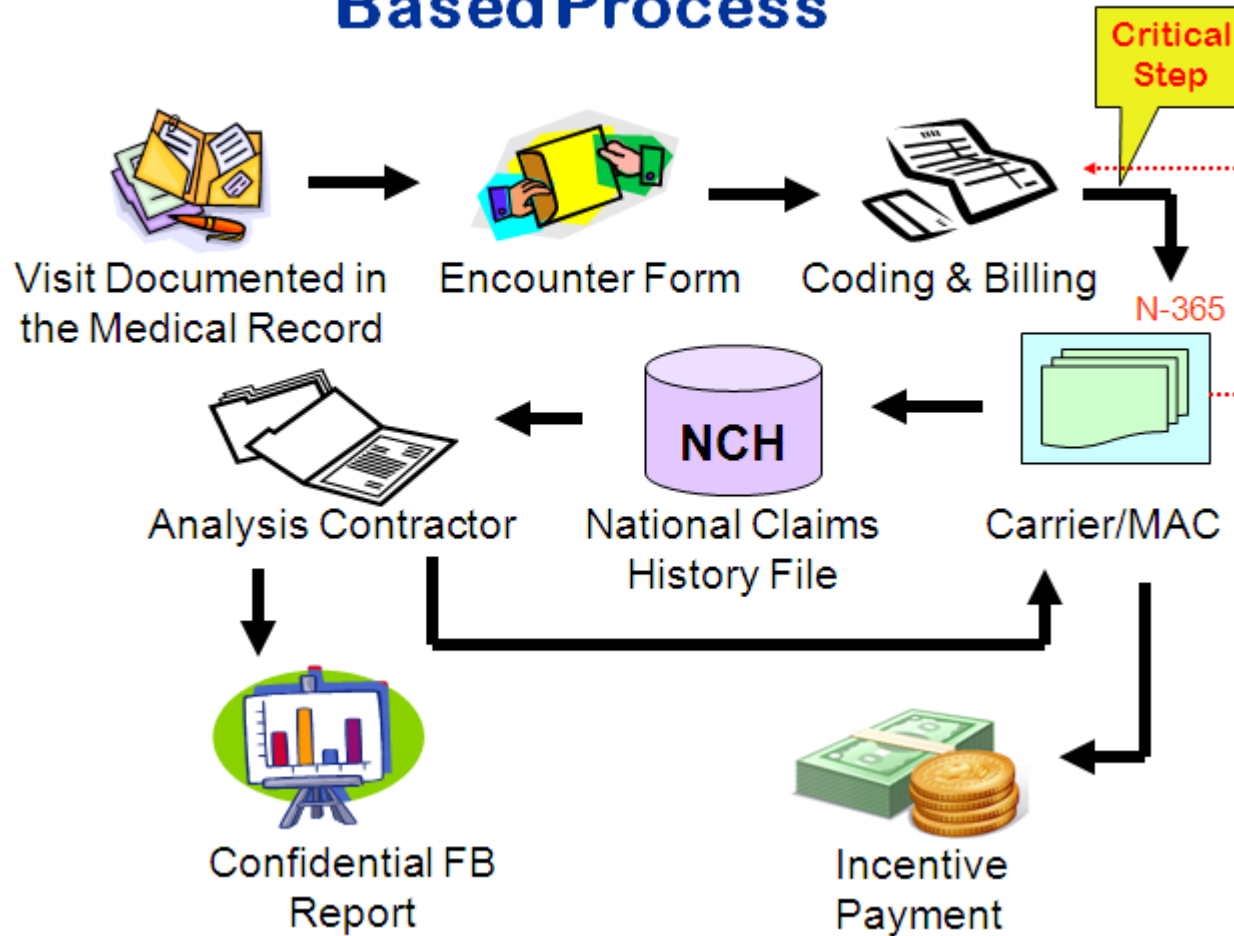 Based Process
Critical
Step
Visit Documented in
the Medical Record
Encounter Form
Coding & Billing
N-365
Analysis Contractor
NCH
National Claims
History File
Carrier/MAC
Confidential FB
Report
Incentive
Payment